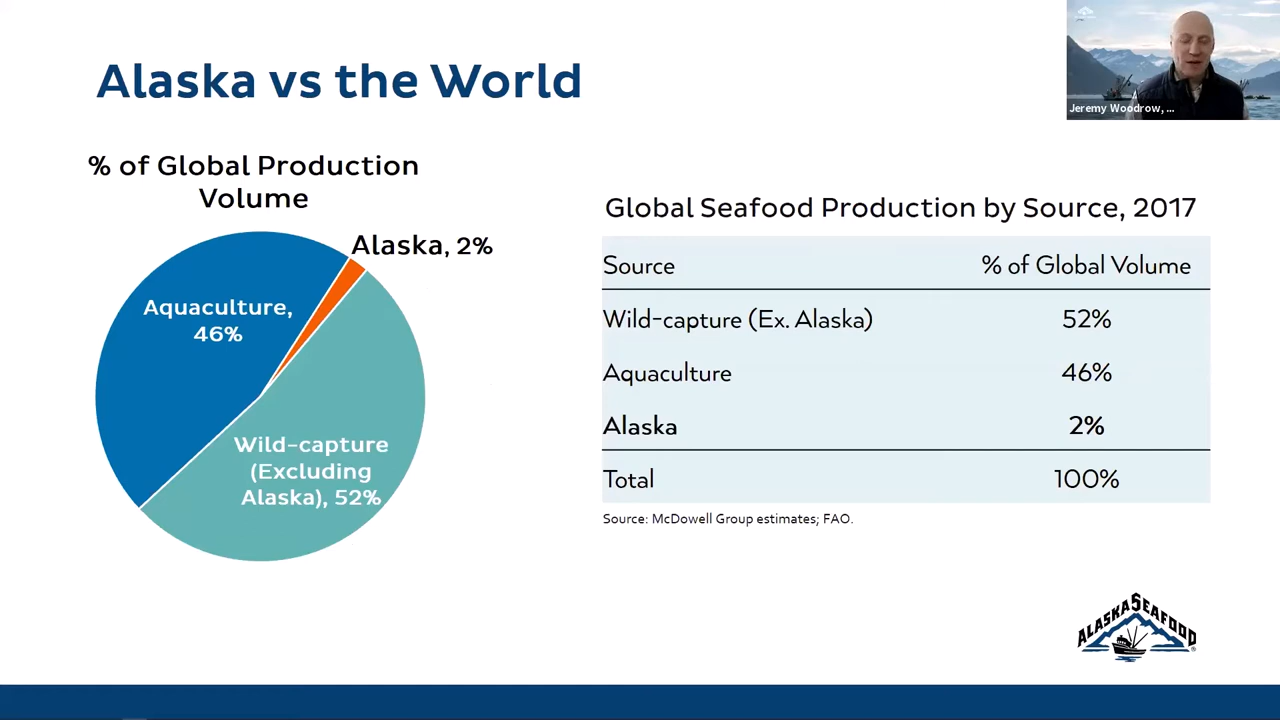 Alaska vs the World
Jeremy Woodrow, ...
% of Global Production
Volume
Alaska, 2%
Aquaculture,
46%
Wild-capture
(Excluding
Alaska), 52%
Global Seafood Production by Source, 2017
Source % of Global Volume
Wild-capture (Ex. Alaska) 52%
Aquaculture 46%
Alaska 2%
Total 100%
Source: McDowell Group estimates; FAO.
ALASKA SEAFOOD®